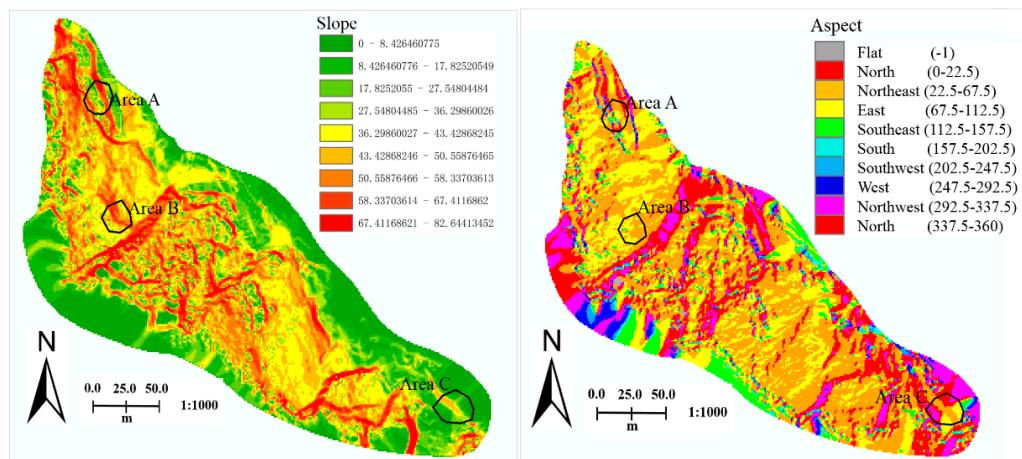 Slope
0 - 8.426460775
8.426460776 - 17.82520549
17.8252055 - 27.54804484
27.54804485 - 36.29860026
36.29860027 - 43.42868245
43.42868246 - 50.55876465
50.55876466 - 58.33703613
58.33703614 - 67.4116862
67.41168621 - 82.64413452
Area A
Area B
Area C
N
0.0 25.0 50.0
m
1:1000
Aspect
Flat (-1)
North (0-22.5)
Northeast (22.5-67.5)
East (67.5-112.5)
Southeast (112.5-157.5)
South (157.5-202.5)
Southwest (202.5-247.5)
West (247.5-292.5)
Northwest (292.5-337.5)
North (337.5-360)
Area A
Area B
Area C
N
0.0 25.0 50.0
m
1:1000